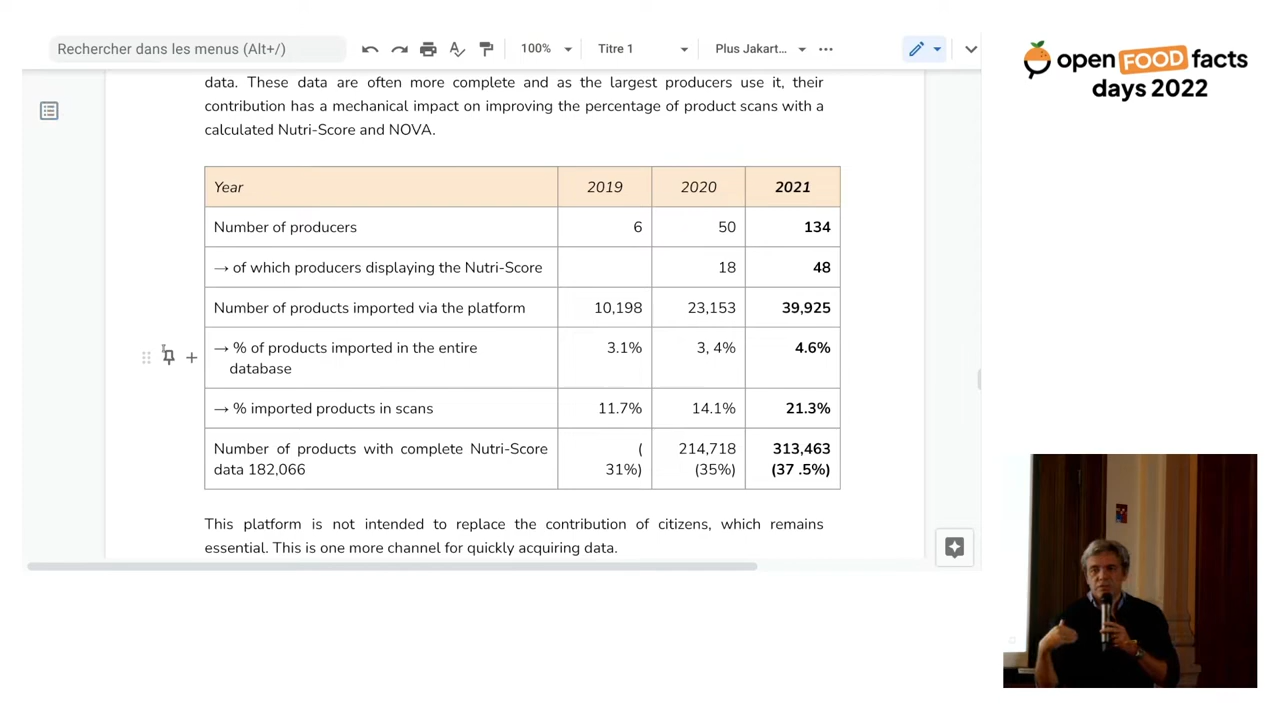 Rechercher dans les menus (Alt+/)
100%
Titre 1
Plus Jakart...
open FOOD facts
days 2022
data. These data are often more complete and as the largest producers use it, their
contribution has a mechanical impact on improving the percentage of product scans with a
calculated Nutri-Score and NOVA.
Year 2019 2020 2021
Number of producers 6 50 134
→ of which producers displaying the Nutri-Score 18 48
Number of products imported via the platform 10,198 23,153 39,925
→ % of products imported in the entire 3.1% 3, 4% 4.6%
database
→ % imported products in scans 11.7% 14.1% 21.3%
Number of products with complete Nutri-Score ( 214,718 313,463
data 182,066 31%) (35%) (37 .5%)
This platform is not intended to replace the contribution of citizens, which remains
essential. This is one more channel for quickly acquiring data.